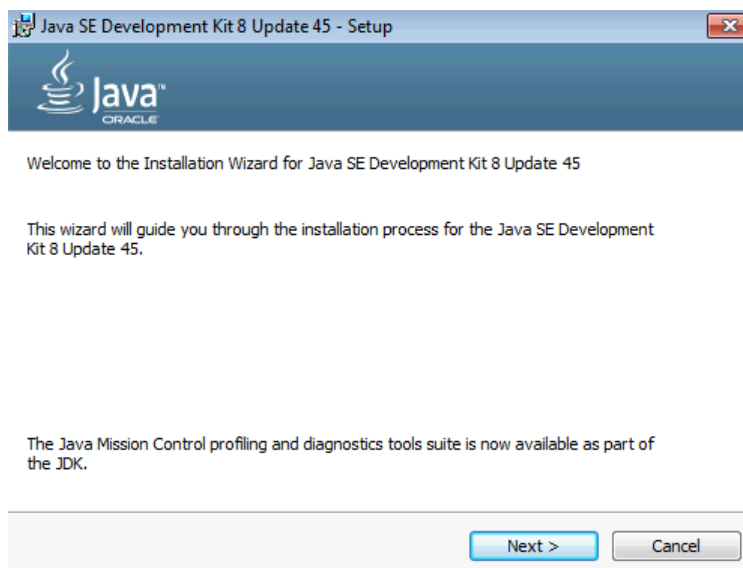 Java SE Development Kit 8 Update 45 - Setup
Java™
ORACLE
Welcome to the Installation Wizard for Java SE Development Kit 8 Update 45
This wizard will guide you through the installation process for the Java SE Development
Kit 8 Update 45.
The Java Mission Control profiling and diagnostics tools suite is now available as part of
the JDK.
Next >
Cancel